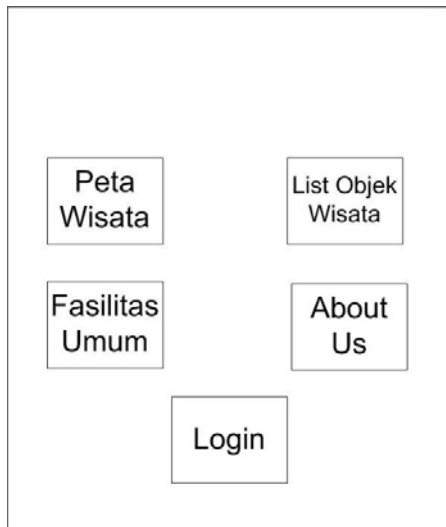 Peta
Wisata
List Objek
Wisata
Fasilitas
Umum
About
Us
Login